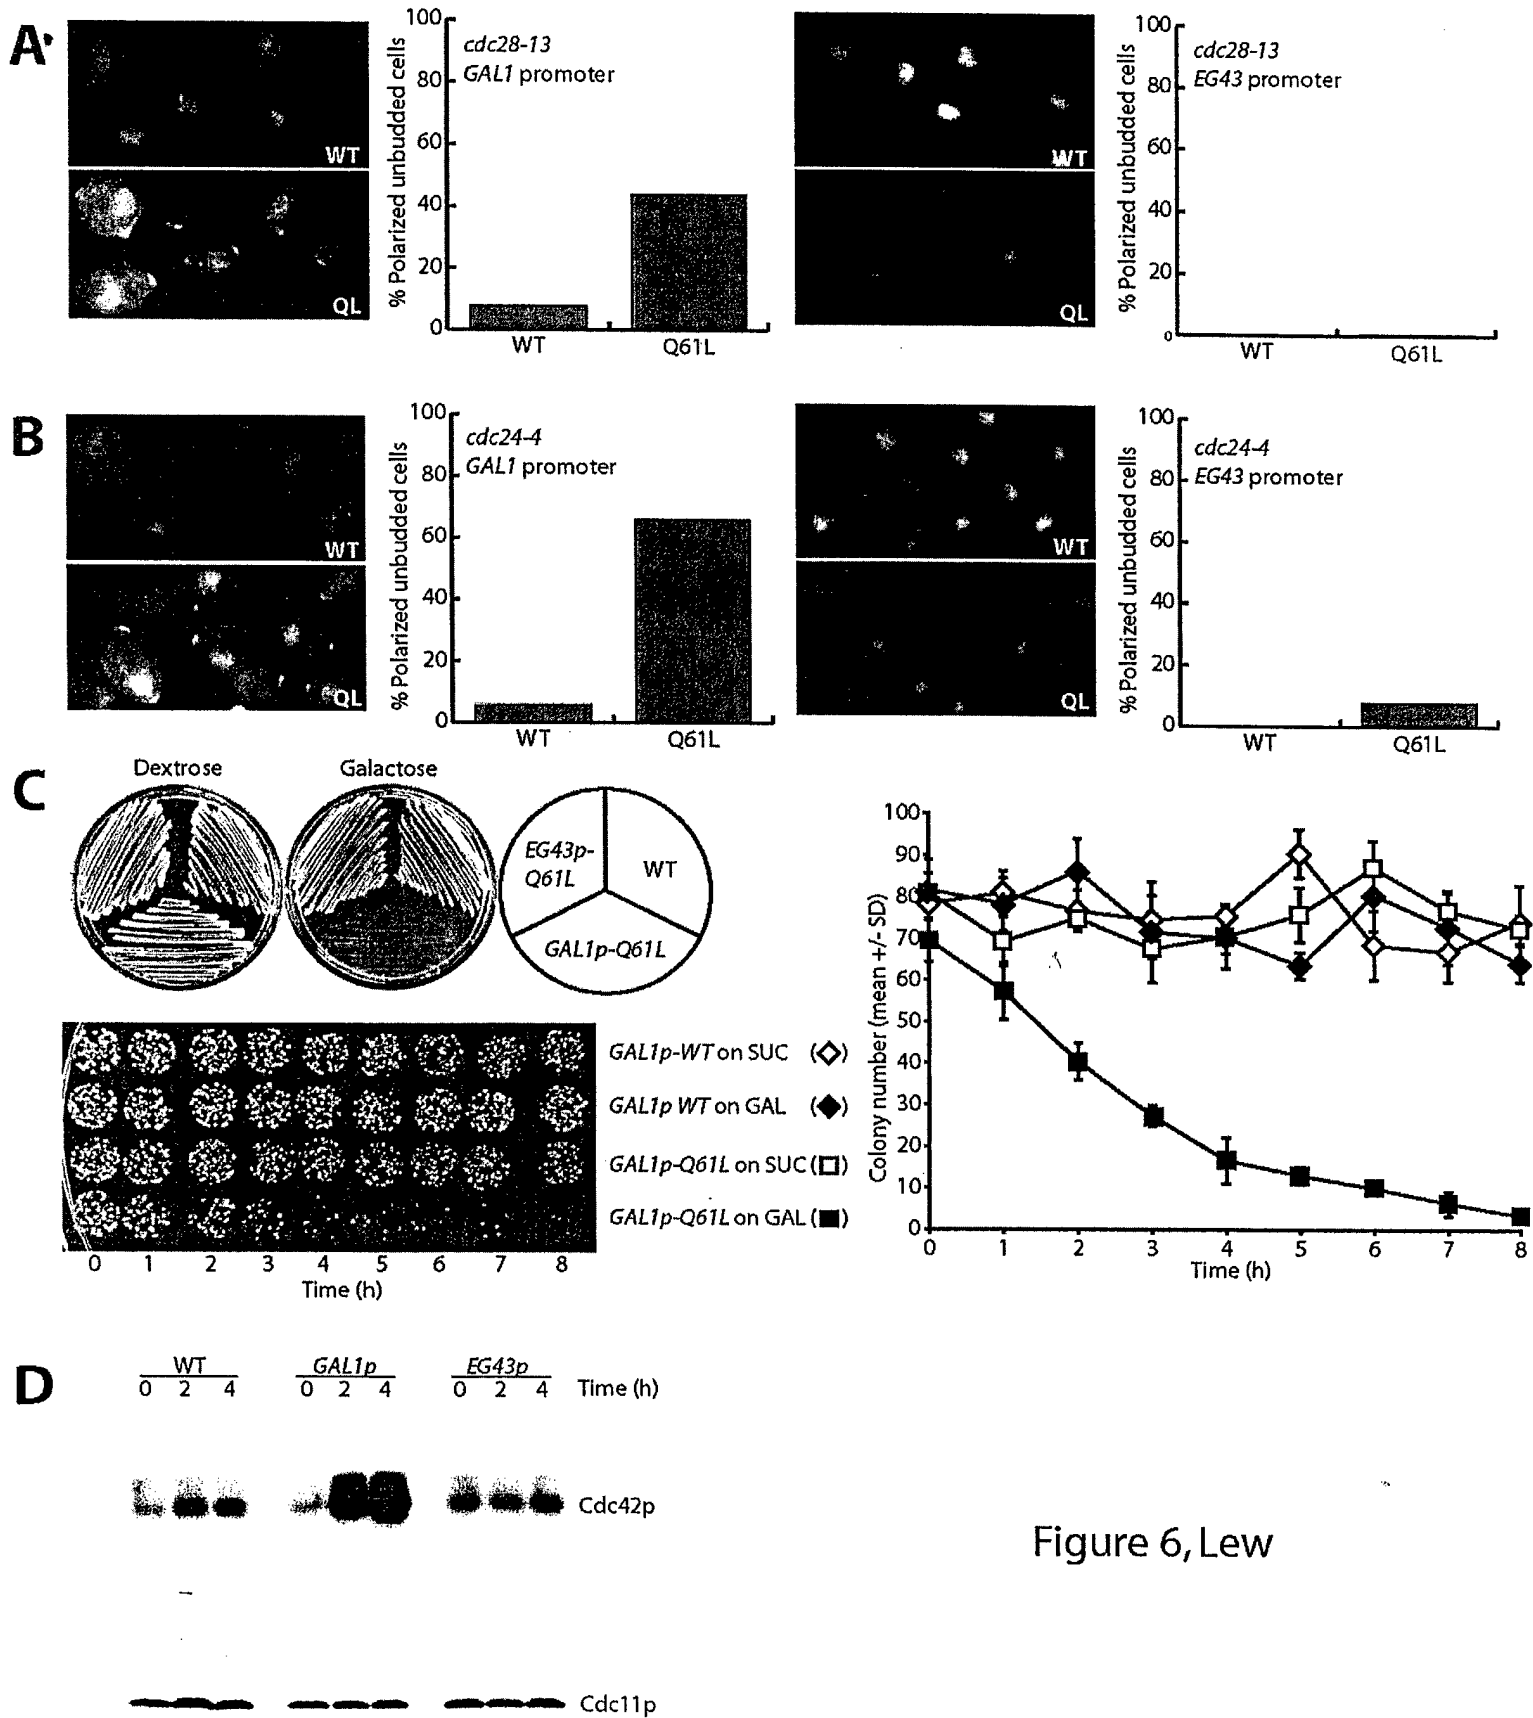 A
WT
QL
% Polarized unbudded cells
100
80
60
40
20
0
cdc28-13
GAL1 promoter
WT
Q61L
WT
QL
% Polarized unbudded cells
100
80
60
40
20
0
cdc28-13
EG43 promoter
WT
Q61L
B
WT
QL
% Polarized unbudded cells
100
80
60
40
20
0
cdc24-4
GAL1 promoter
WT
Q61L
WT
QL
% Polarized unbudded cells
100
80
60
40
20
0
cdc24-4
EG43 promoter
WT
Q61L
C
Dextrose
Galactose
EG43p-
Q61L
WT
GAL1p-Q61L
GAL1p-WT on SUC (◇)
GAL1p WT on GAL (◆)
GAL1p-Q61L on SUC (□)
GAL1p-Q61L on GAL (■)
0 1 2 3 4 5 6 7 8
Time (h)
Colony number (mean +/- SD)
100
90
80
70
60
50
40
30
20
10
0
0 1 2 3 4 5 6 7 8
Time (h)
D
WT GAL1p EG43p
0 2 4 0 2 4 0 2 4 Time (h)
Cdc42p
Cdc11p
Figure 6, Lew